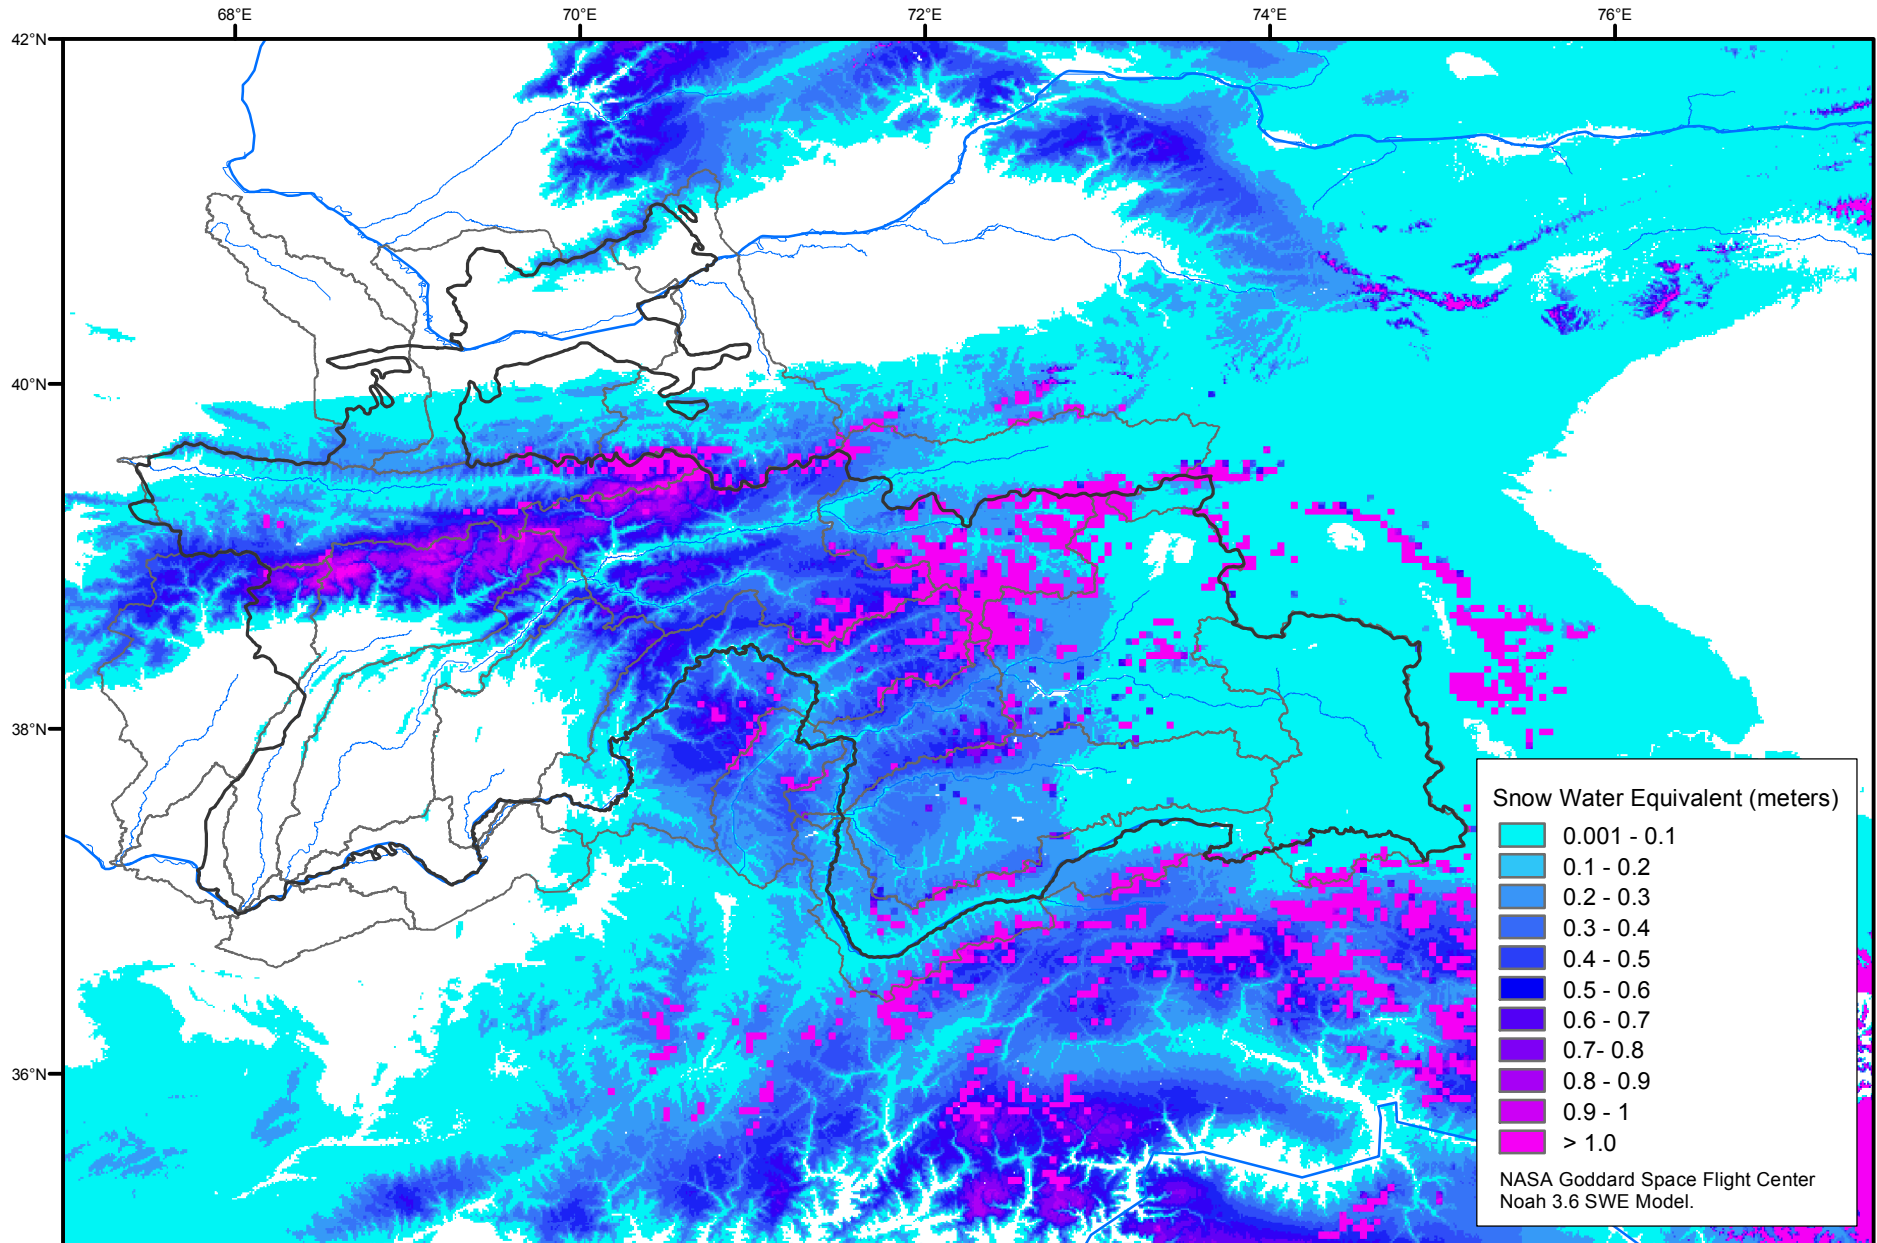 68°E 70°E 72°E 74°E 76°E
42°N
40°N
38°N
36°N
Snow Water Equivalent (meters)
0.001 - 0.1
0.1 - 0.2
0.2 - 0.3
0.3 - 0.4
0.4 - 0.5
0.5 - 0.6
0.6 - 0.7
0.7- 0.8
0.8 - 0.9
0.9 - 1
> 1.0
NASA Goddard Space Flight Center
Noah 3.6 SWE Model.